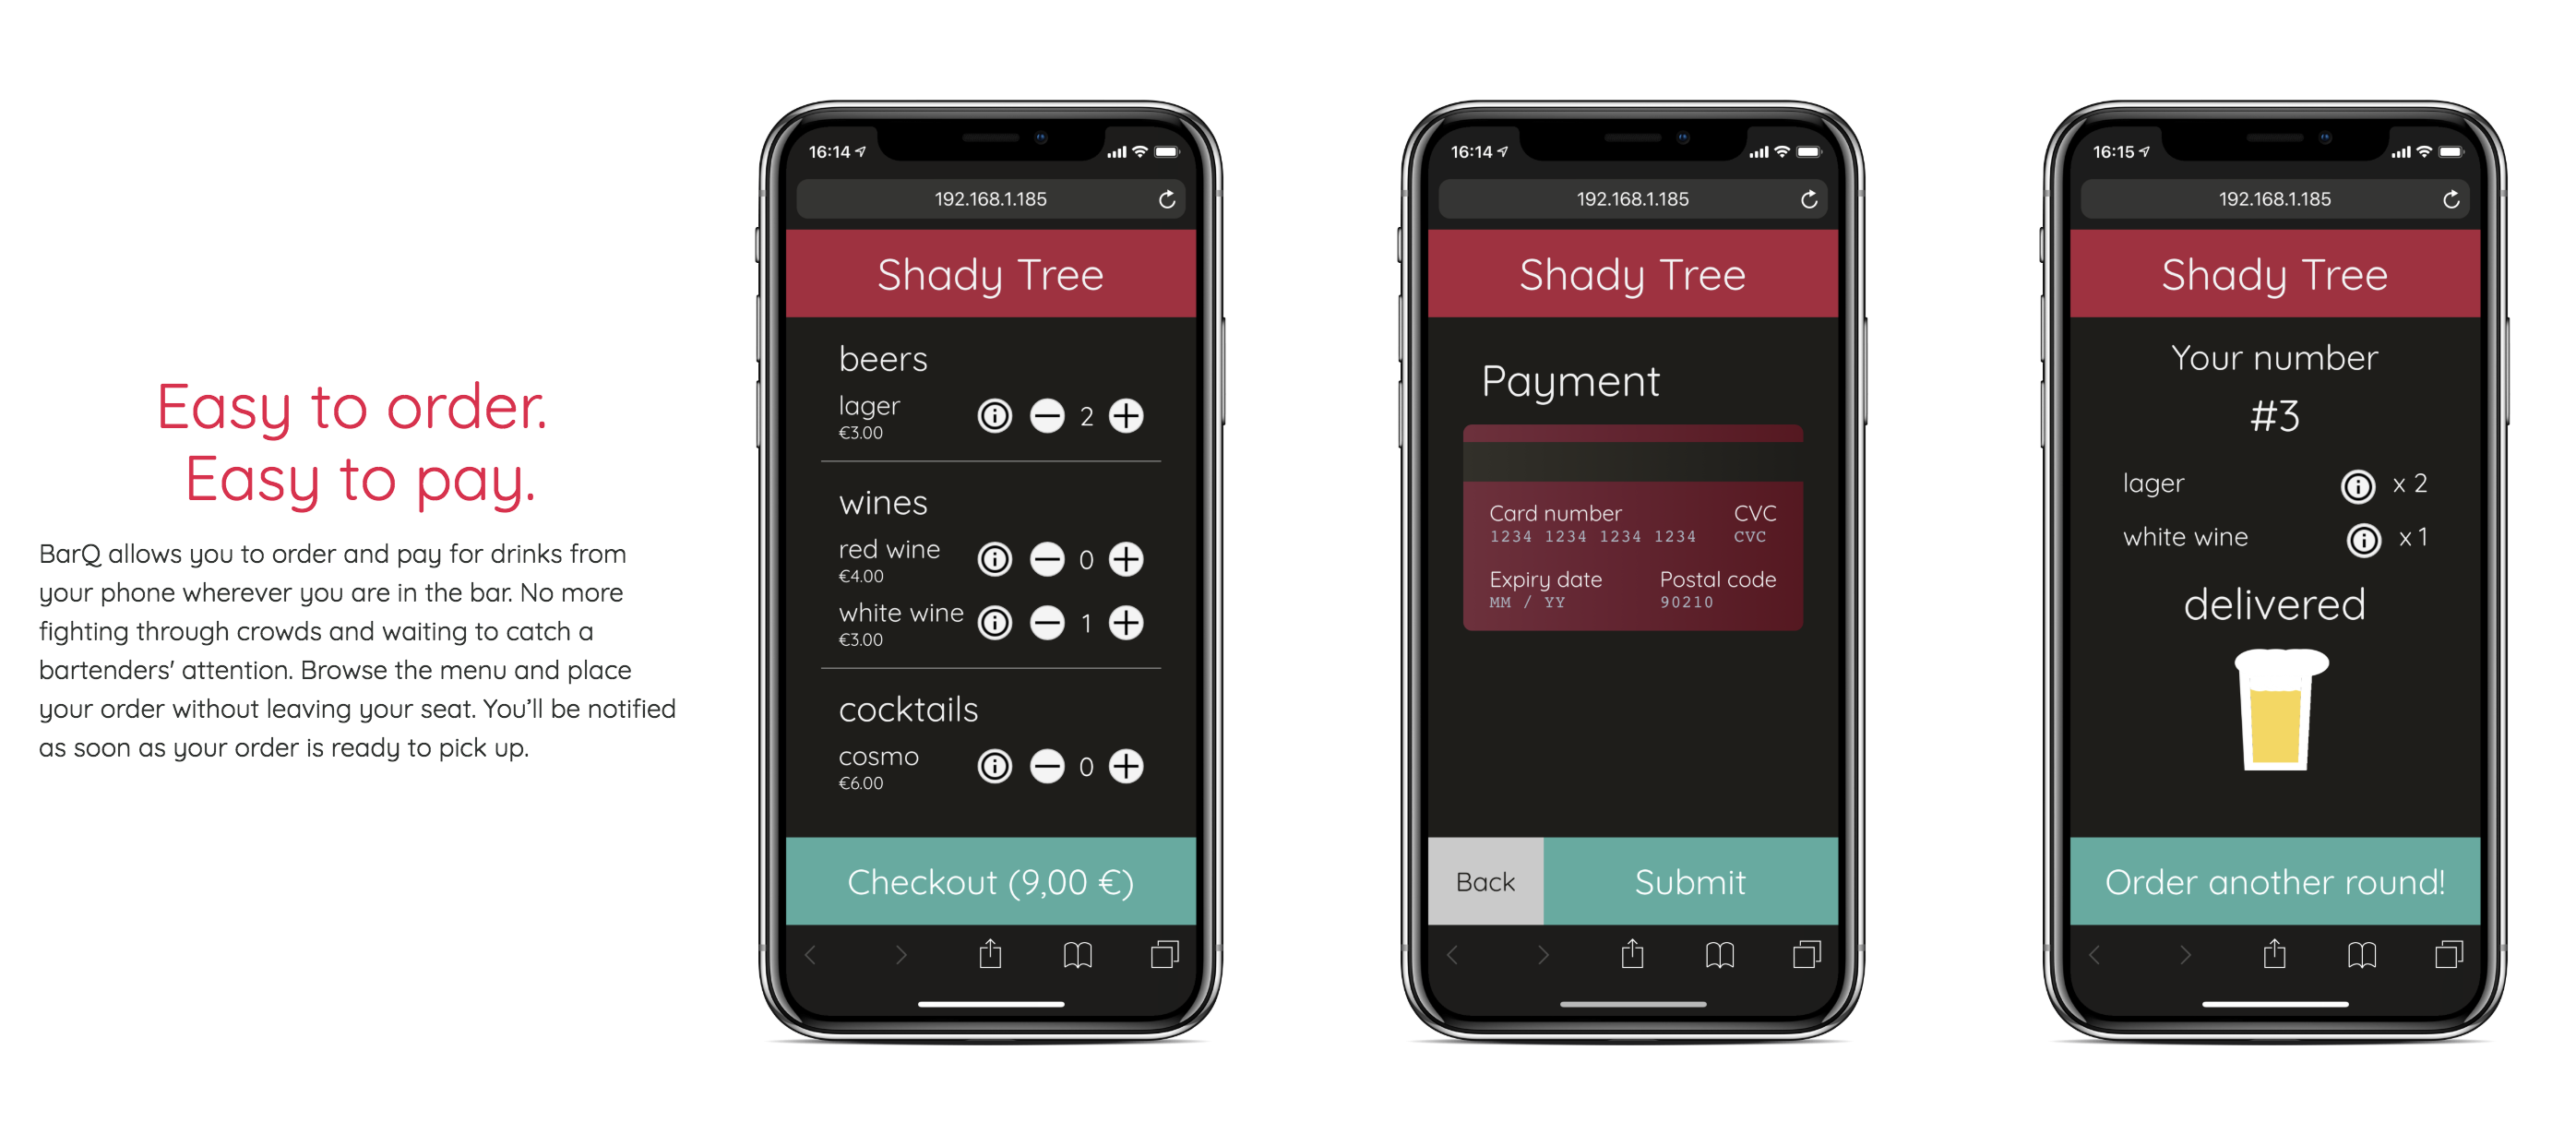 Easy to order.
Easy to pay.
BarQ allows you to order and pay for drinks from
your phone wherever you are in the bar. No more
fighting through crowds and waiting to catch a
bartenders' attention. Browse the menu and place
your order without leaving your seat. You'll be notified
as soon as your order is ready to pick up.
16:14
192.168.1.185
Shady Tree
beers
lager
€3.00
2
wines
red wine
€4.00
0
white wine
€3.00
1
cocktails
cosmo
€6.00
0
Checkout (9,00 €)
16:14
192.168.1.185
Shady Tree
Payment
Card number CVC
1234 1234 1234 1234 CVC
Expiry date Postal code
MM / YY 90210
Back Submit
16:15
192.168.1.185
Shady Tree
Your number
#3
lager x 2
white wine x 1
delivered
Order another round!